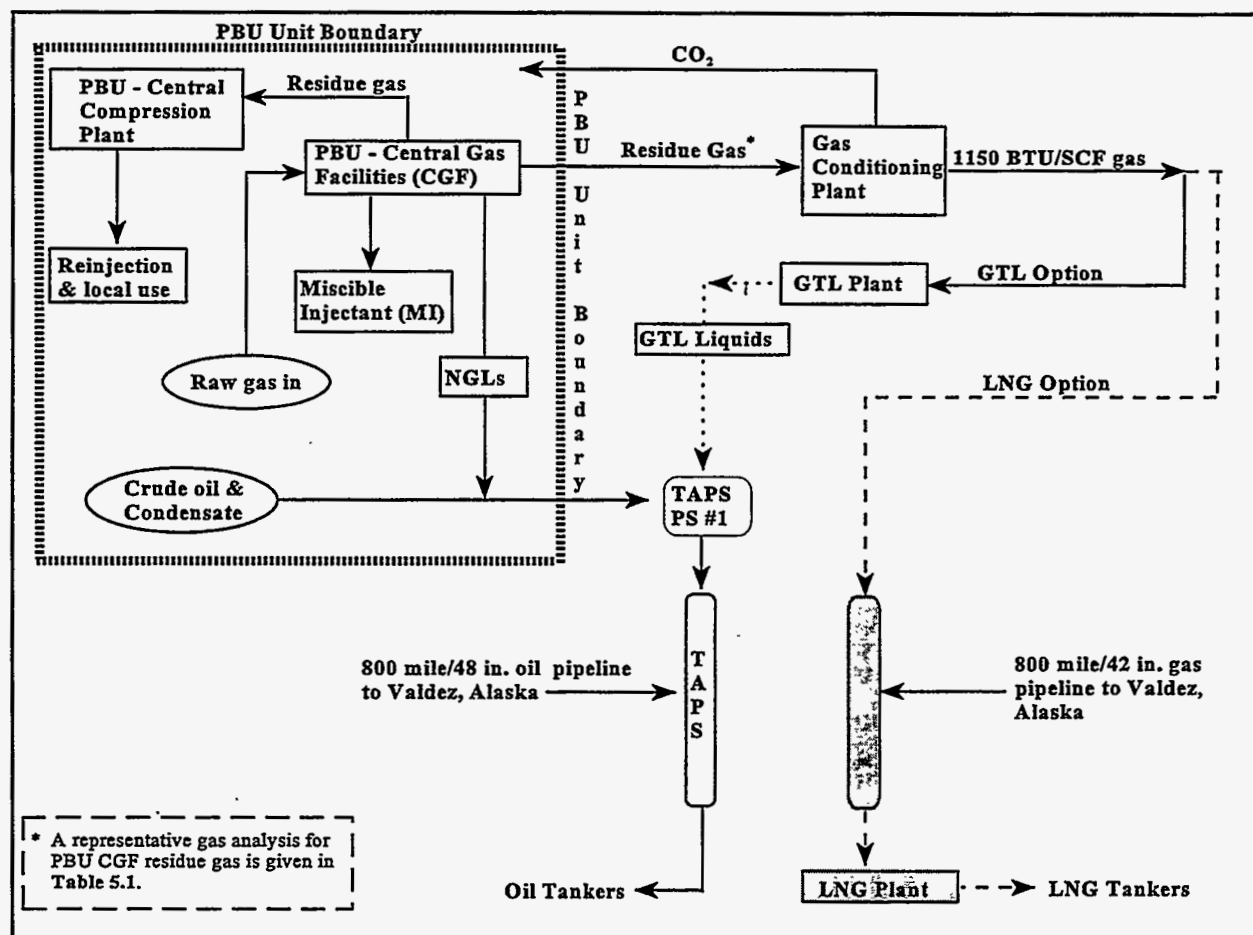 PBU Unit Boundary
PBU - Central
Compression
Plant
Residue gas
CO₂
PBU - Central Gas
Facilities (CGF)
PBU Unit Boundary
Residue Gas*
Gas
Conditioning
Plant
1150 BTU/SCF gas
Reinjection
& local use
Miscible
Injectant (MI)
GTL Plant
GTL Option
GTL Liquids
Raw gas in
NGLs
LNG Option
Crude oil &
Condensate
TAPS
PS #1
800 mile/48 in. oil pipeline
to Valdez, Alaska
TAPS
800 mile/42 in. gas
pipeline to Valdez,
Alaska
* A representative gas analysis for
PBU CGF residue gas is given in
Table 5.1.
Oil Tankers
LNG Plant
LNG Tankers